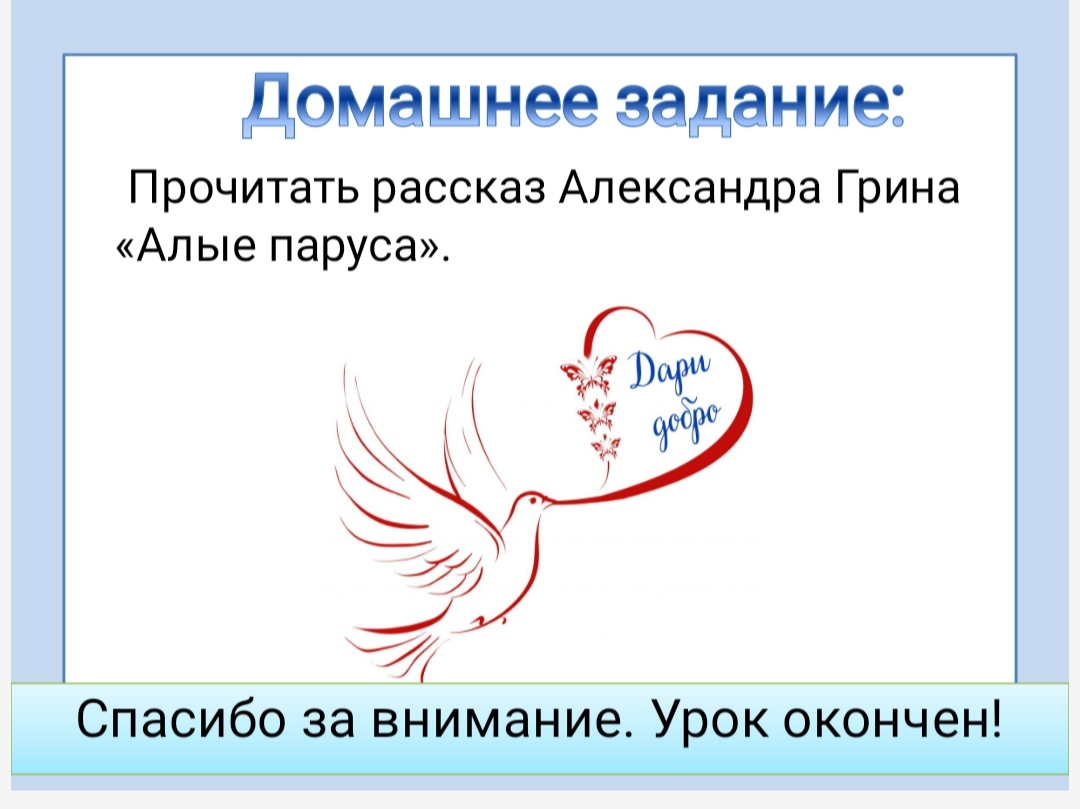 Домашнее задание:
Прочитать рассказ Александра Грина
«Алые паруса».
Дари
добро
Спасибо за внимание. Урок окончен!